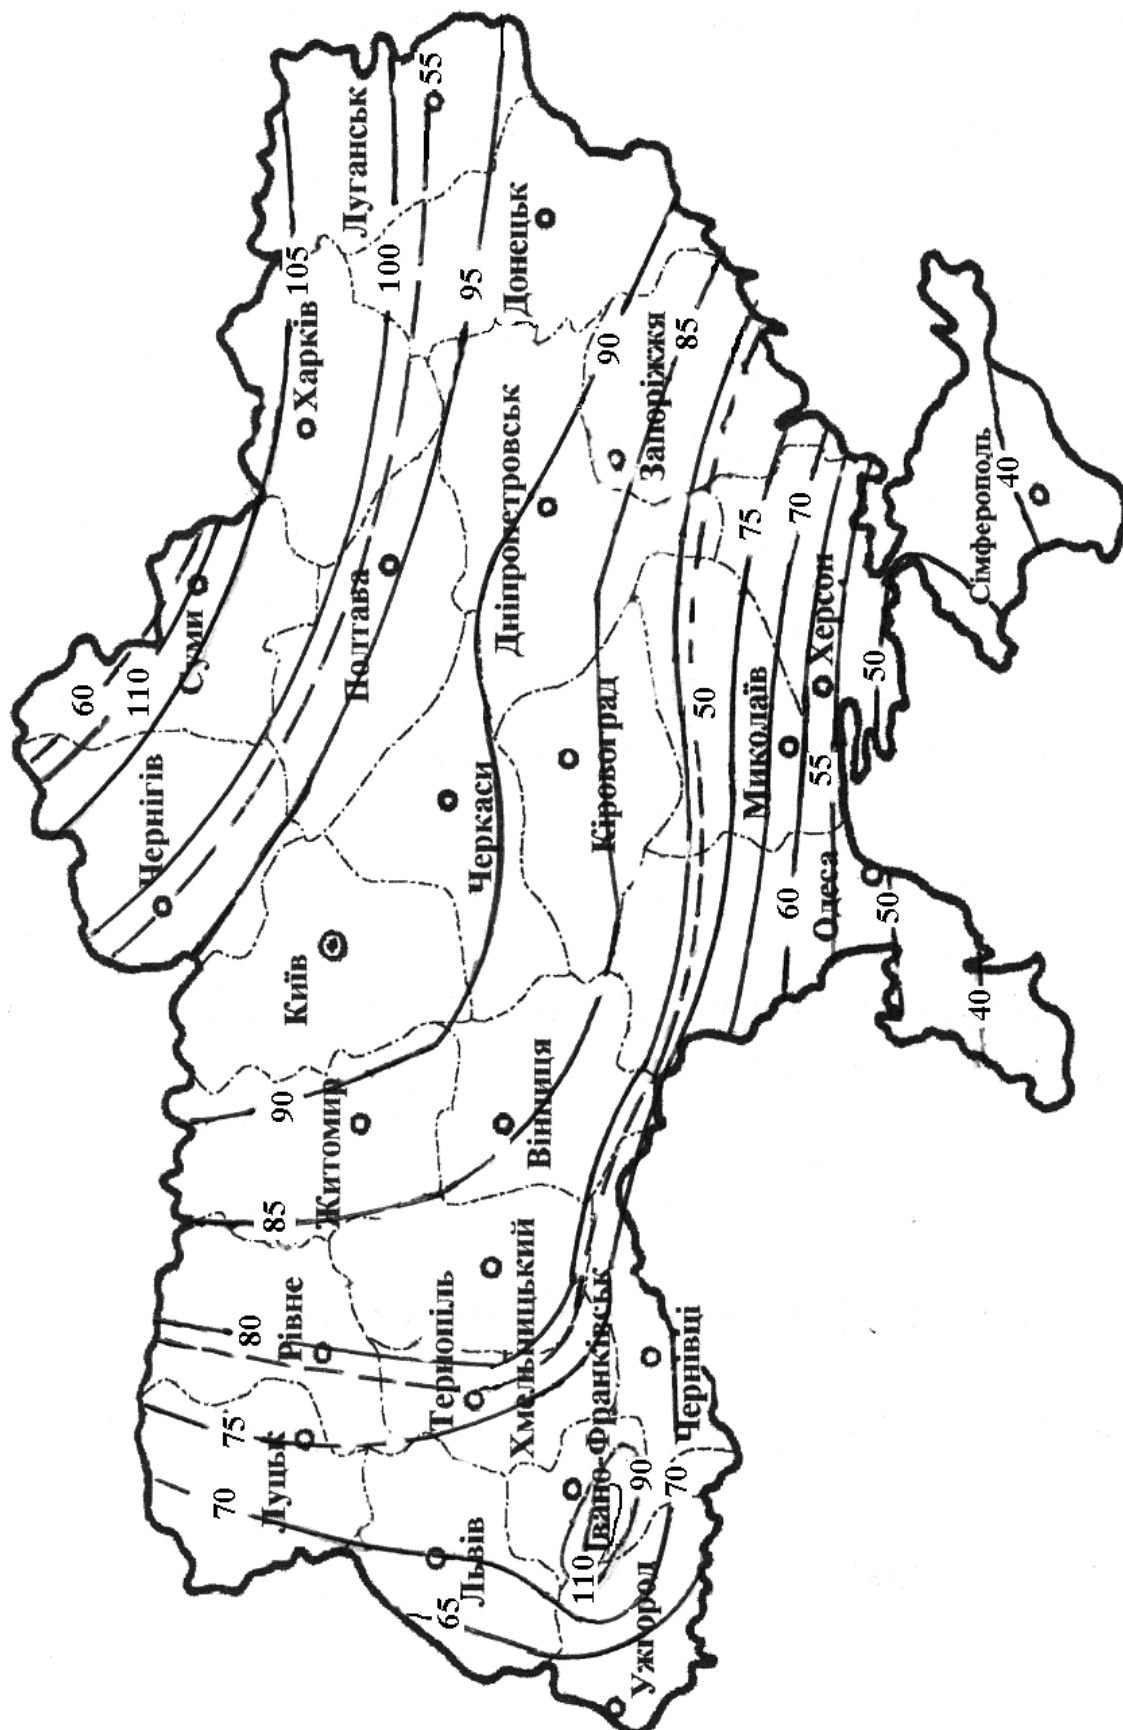 60
110
Суми
Чернігів
105
Харків
Луганськ
100
55
95
Полтава
Донецьк
Київ
90
Житомир
85
Рівне
80
75
Луцьк
70
Львів
65
Тернопіль
Хмельницький
Вінниця
Черкаси
Дніпропетровськ
90
Запоріжжя
85
Кіровоград
Івано-Франківськ
110
90
70
Чернівці
Ужгород
50
75
70
Миколаїв
Херсон
60
55
Одеса
50
50
40
Сімферополь
40